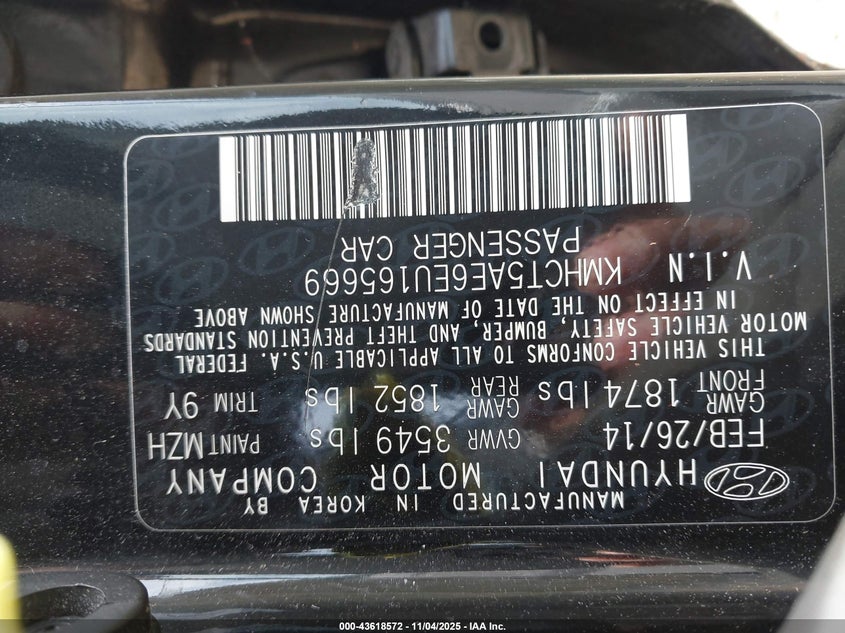 MANUFACTURED IN KOREA BY
HYUNDAI MOTOR COMPANY
FEB/26/14 GVWR 3549 lbs PAINT MZH
GAWR FRONT 1874 lbs GAWR REAR 1852 lbs TRIM 9Y
THIS VEHICLE CONFORMS TO ALL APPLICABLE U.S.A. FEDERAL
MOTOR VEHICLE SAFETY, BUMPER, AND THEFT PREVENTION STANDARDS
IN EFFECT ON THE DATE OF MANUFACTURE SHOWN ABOVE
V.I.N KMHCT5AE6EU165669
PASSENGER CAR
000-43618572 - 11/04/2025 - IAA Inc.